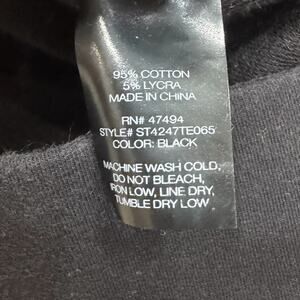 95% COTTON
5% LYCRA
MADE IN CHINA
RN# 47494
STYLE# ST4247TE065
COLOR: BLACK
MACHINE WASH COLD,
DO NOT BLEACH,
IRON LOW, LINE DRY,
TUMBLE DRY LOW